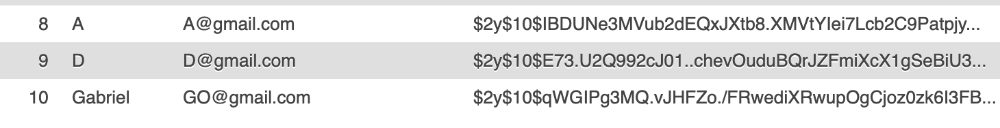 8 A A@gmail.com $2y$10$IBDUNe3MVub2dEQxJXtb8.XMVtYIei7Lcb2C9Patpjy...
9 D D@gmail.com $2y$10$E73.U2Q992cJ01..chevOuduBQrJZFmiXcX1gSeBiU3...
10 Gabriel GO@gmail.com $2y$10$qWGIPg3MQ.vJHFZo./FRwediXRwupOgCjoz0zk6I3FB...